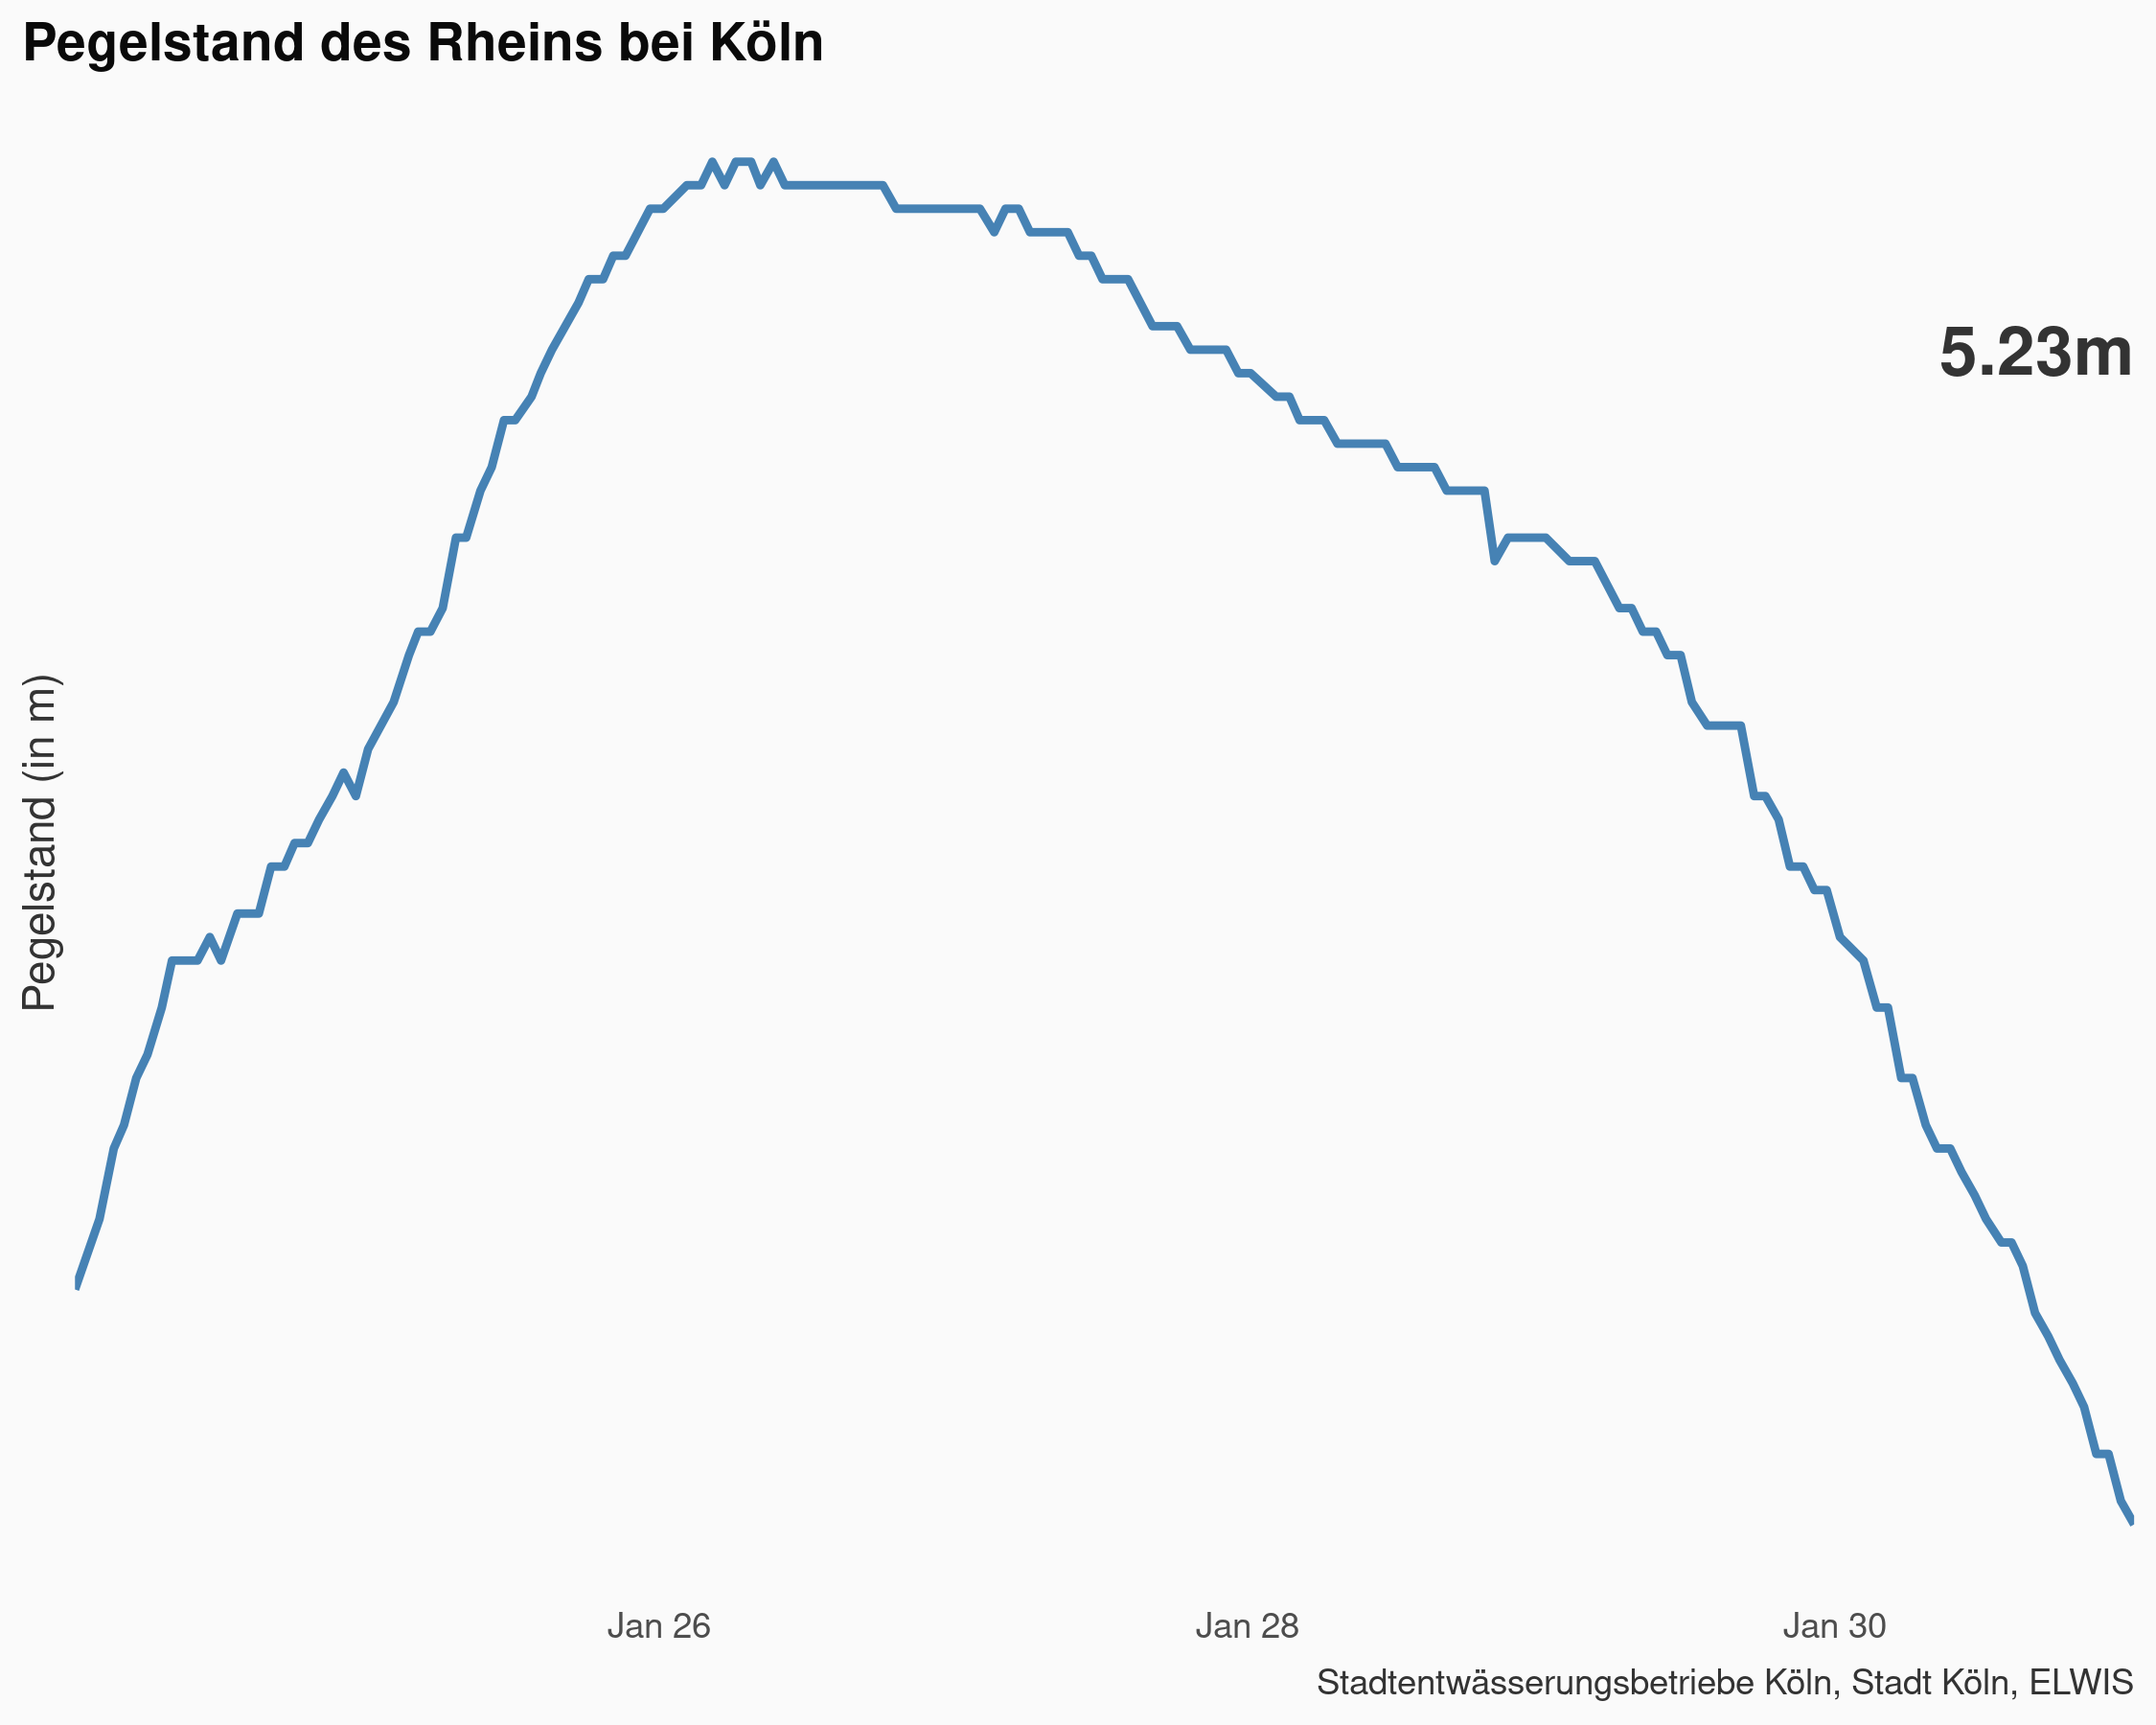 Pegelstand des Rheins bei Köln
5.23m
Pegelstand (in m)
Jan 26
Jan 28
Jan 30
Stadtentwässerungsbetriebe Köln, Stadt Köln, ELWIS